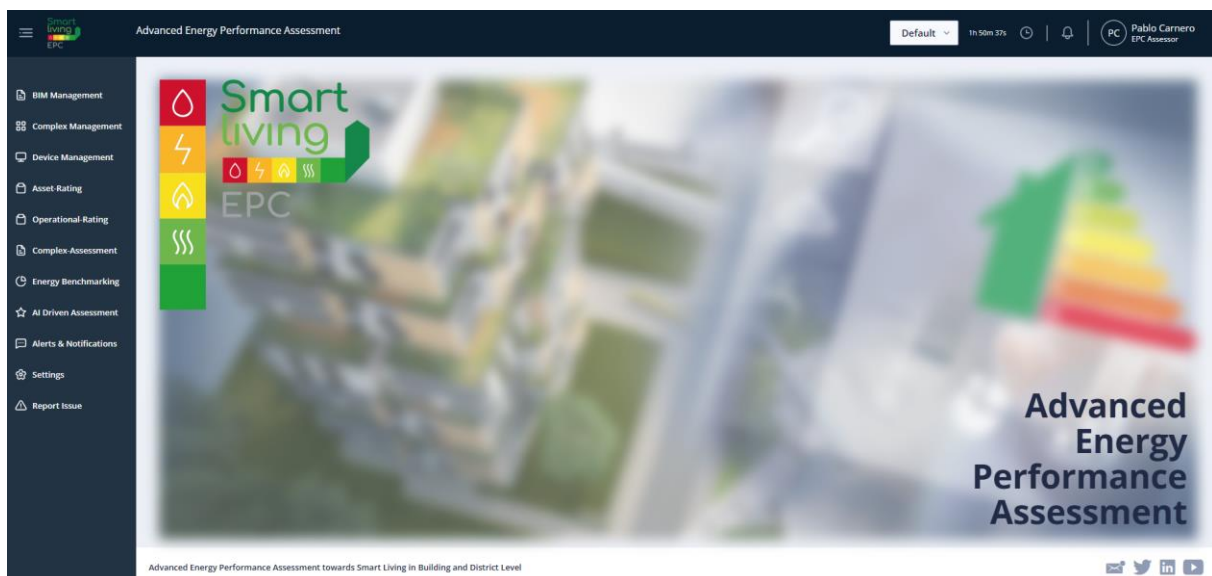 Smart
living
EPC
Advanced Energy Performance Assessment
Default
1h 50m 37s
PC
Pablo Carnero
EPC Assessor
BIM Management
Complex Management
Device Management
Asset-Rating
Operational-Rating
Complex-Assessment
Energy Benchmarking
AI Driven Assessment
Alerts & Notifications
Settings
Report Issue
Smart
living
EPC
Advanced
Energy
Performance
Assessment
Advanced Energy Performance Assessment towards Smart Living in Building and District Level
in